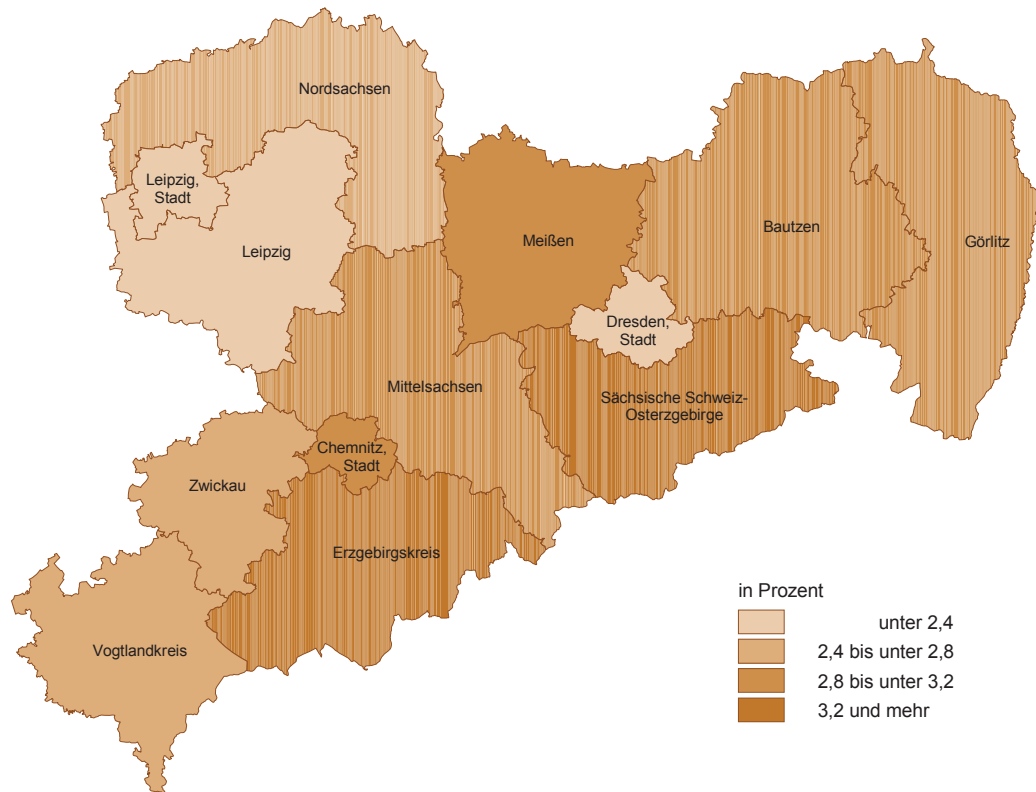 Nordsachsen
Leipzig,
Stadt
Leipzig
Meißen
Bautzen
Görlitz
Dresden,
Stadt
Mittelsachsen
Sächsische Schweiz-
Osterzgebirge
Chemnitz,
Stadt
Zwickau
Erzgebirgskreis
Vogtlandkreis
in Prozent
unter 2,4
2,4 bis unter 2,8
2,8 bis unter 3,2
3,2 und mehr